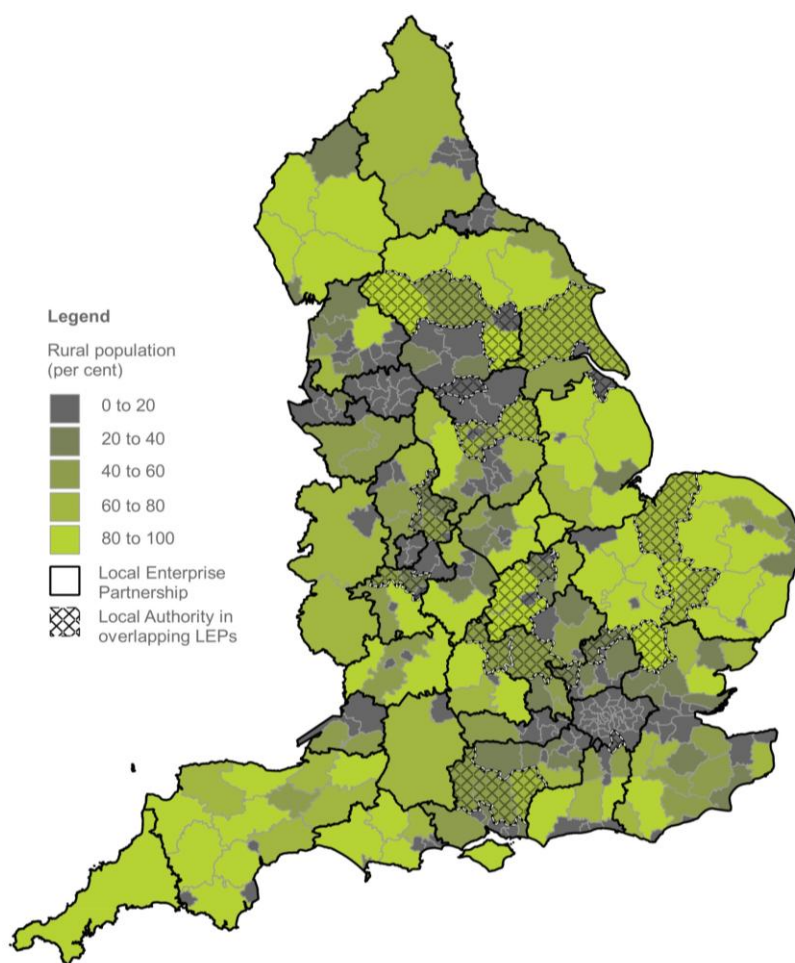 Legend
Rural population
(per cent)
0 to 20
20 to 40
40 to 60
60 to 80
80 to 100
Local Enterprise
Partnership
Local Authority in
overlapping LEPs